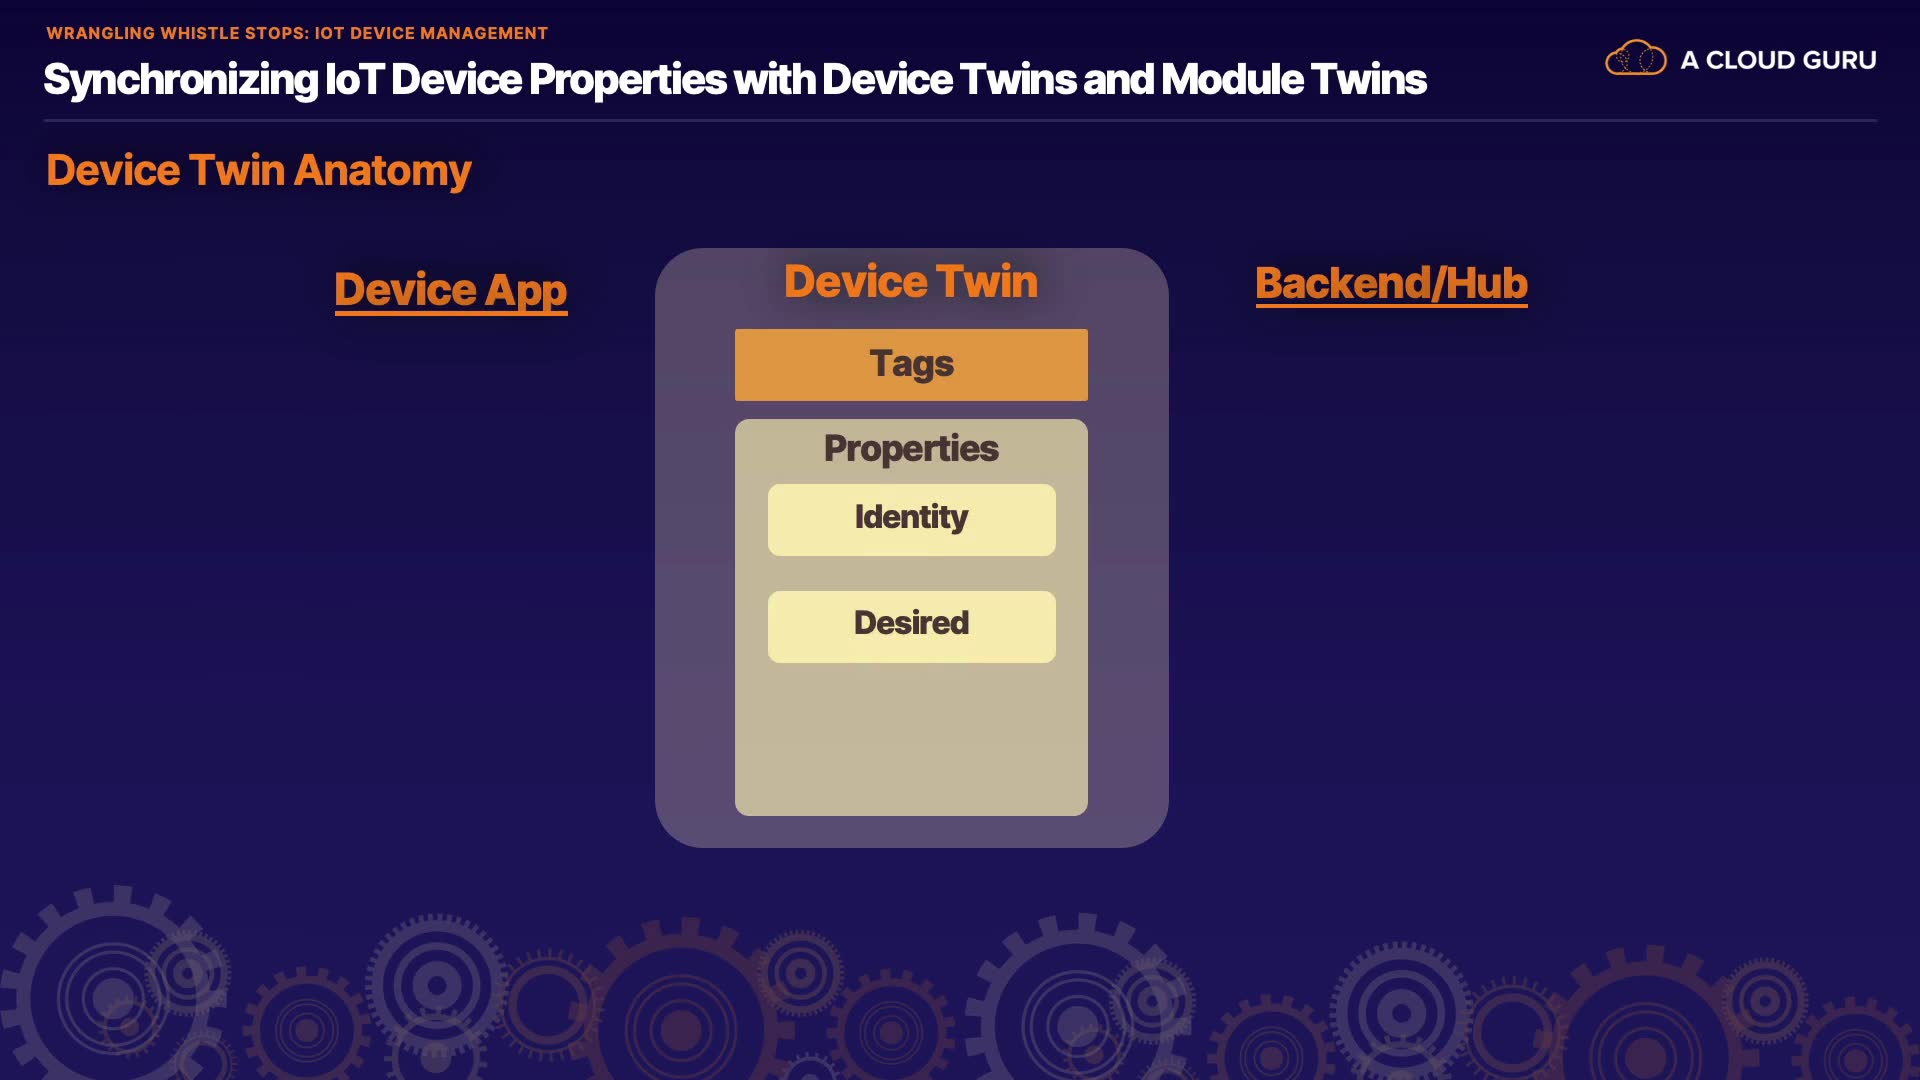 WRANGLING WHISTLE STOPS: IOT DEVICE MANAGEMENT
Synchronizing IoT Device Properties with Device Twins and Module Twins
A CLOUD GURU
Device Twin Anatomy
Device App
Device Twin
Backend/Hub
Tags
Properties
Identity
Desired